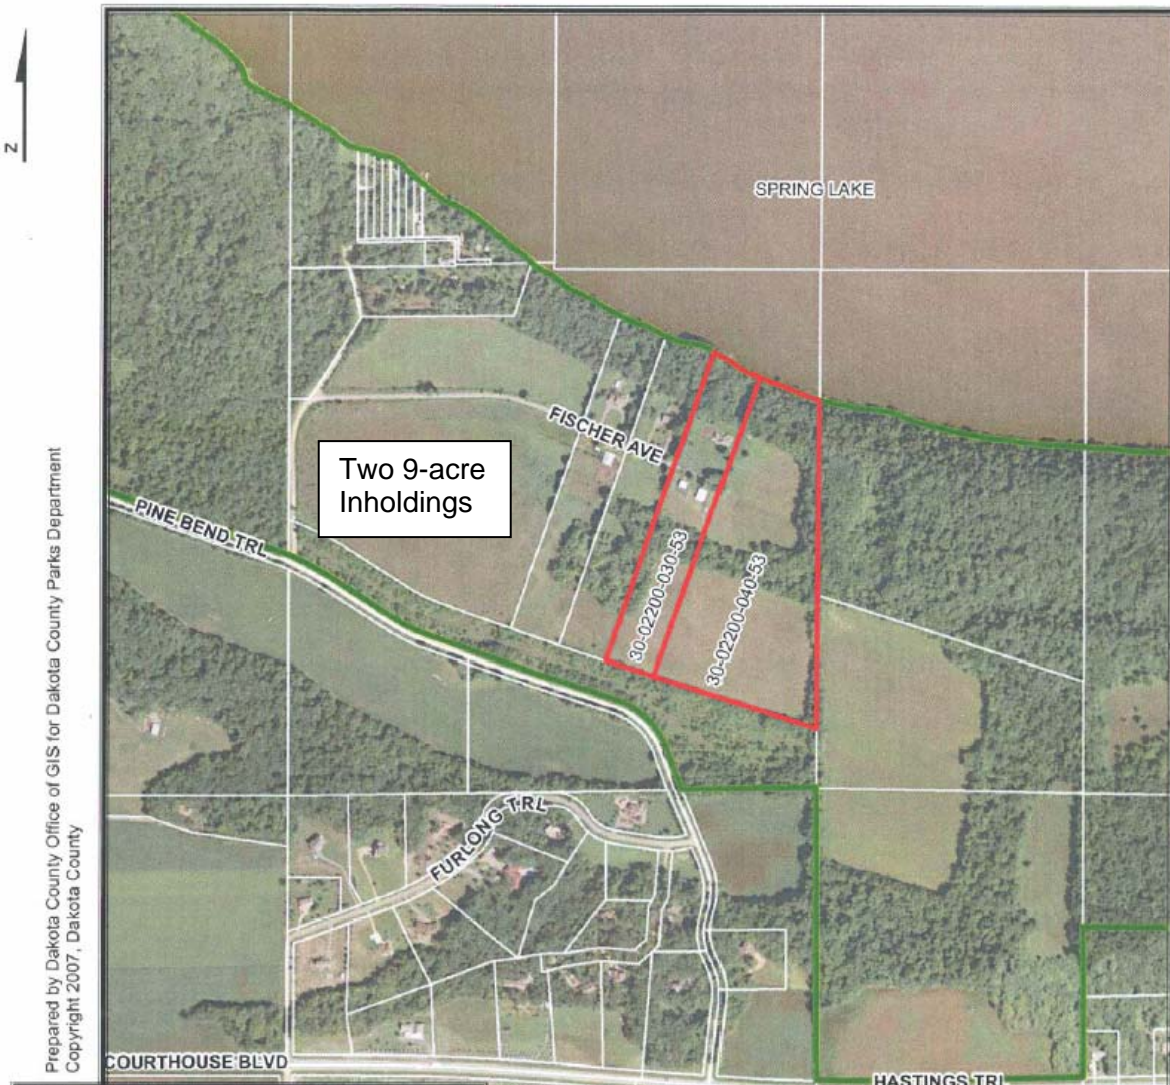 N
SPRING LAKE
FISCHER AVE
Two 9-acre
Inholdings
PINE BEND TRL
30-02200-030-53
30-02200-040-53
FURLONG TRL
COURTHOUSE BLVD
HASTINGS TRL
Prepared by Dakota County Office of GIS for Dakota County Parks Department
Copyright 2007, Dakota County